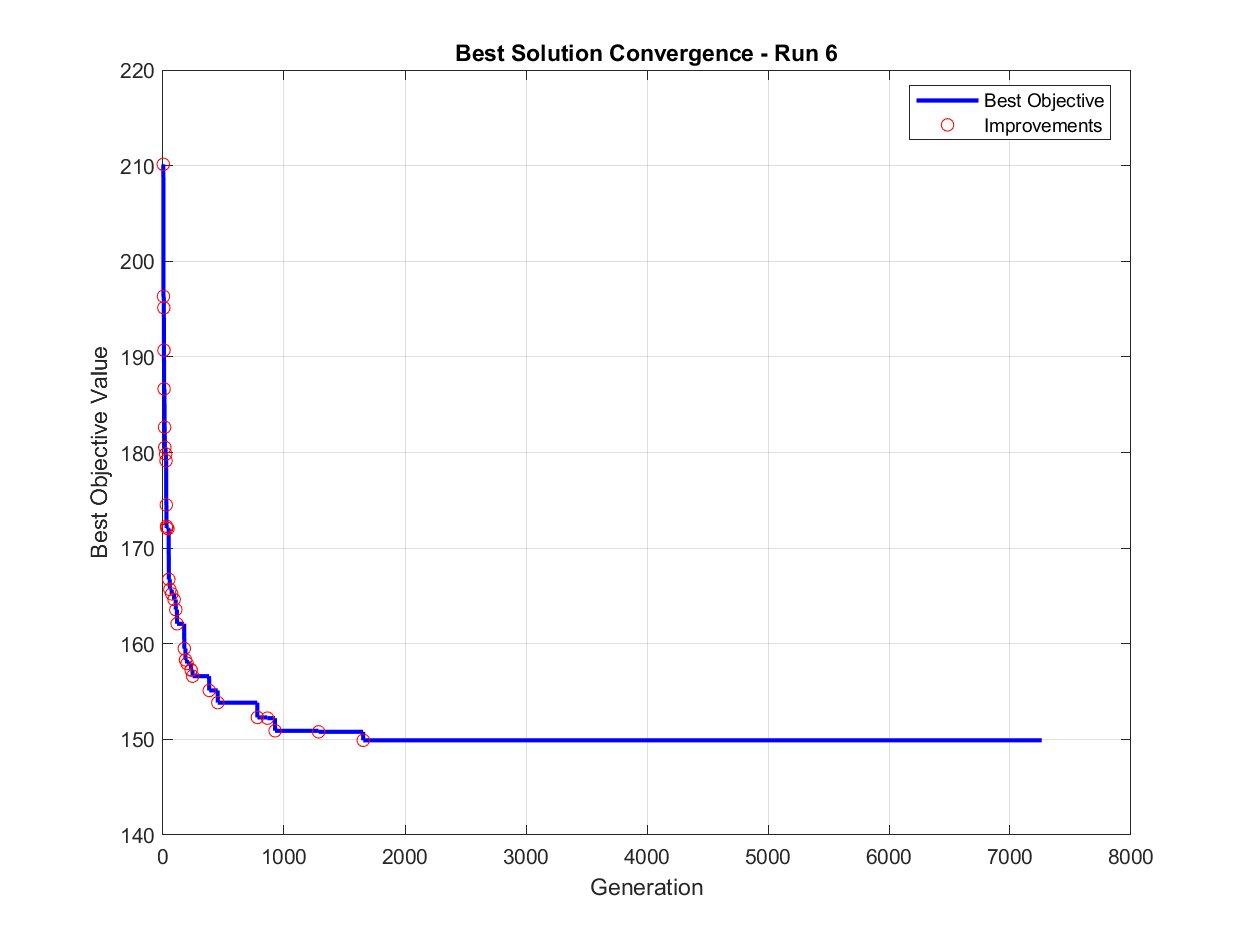 Best Solution Convergence - Run 6
Best Objective
Improvements
220
210
200
190
180
170
160
150
140
Best Objective Value
0 1000 2000 3000 4000 5000 6000 7000 8000
Generation